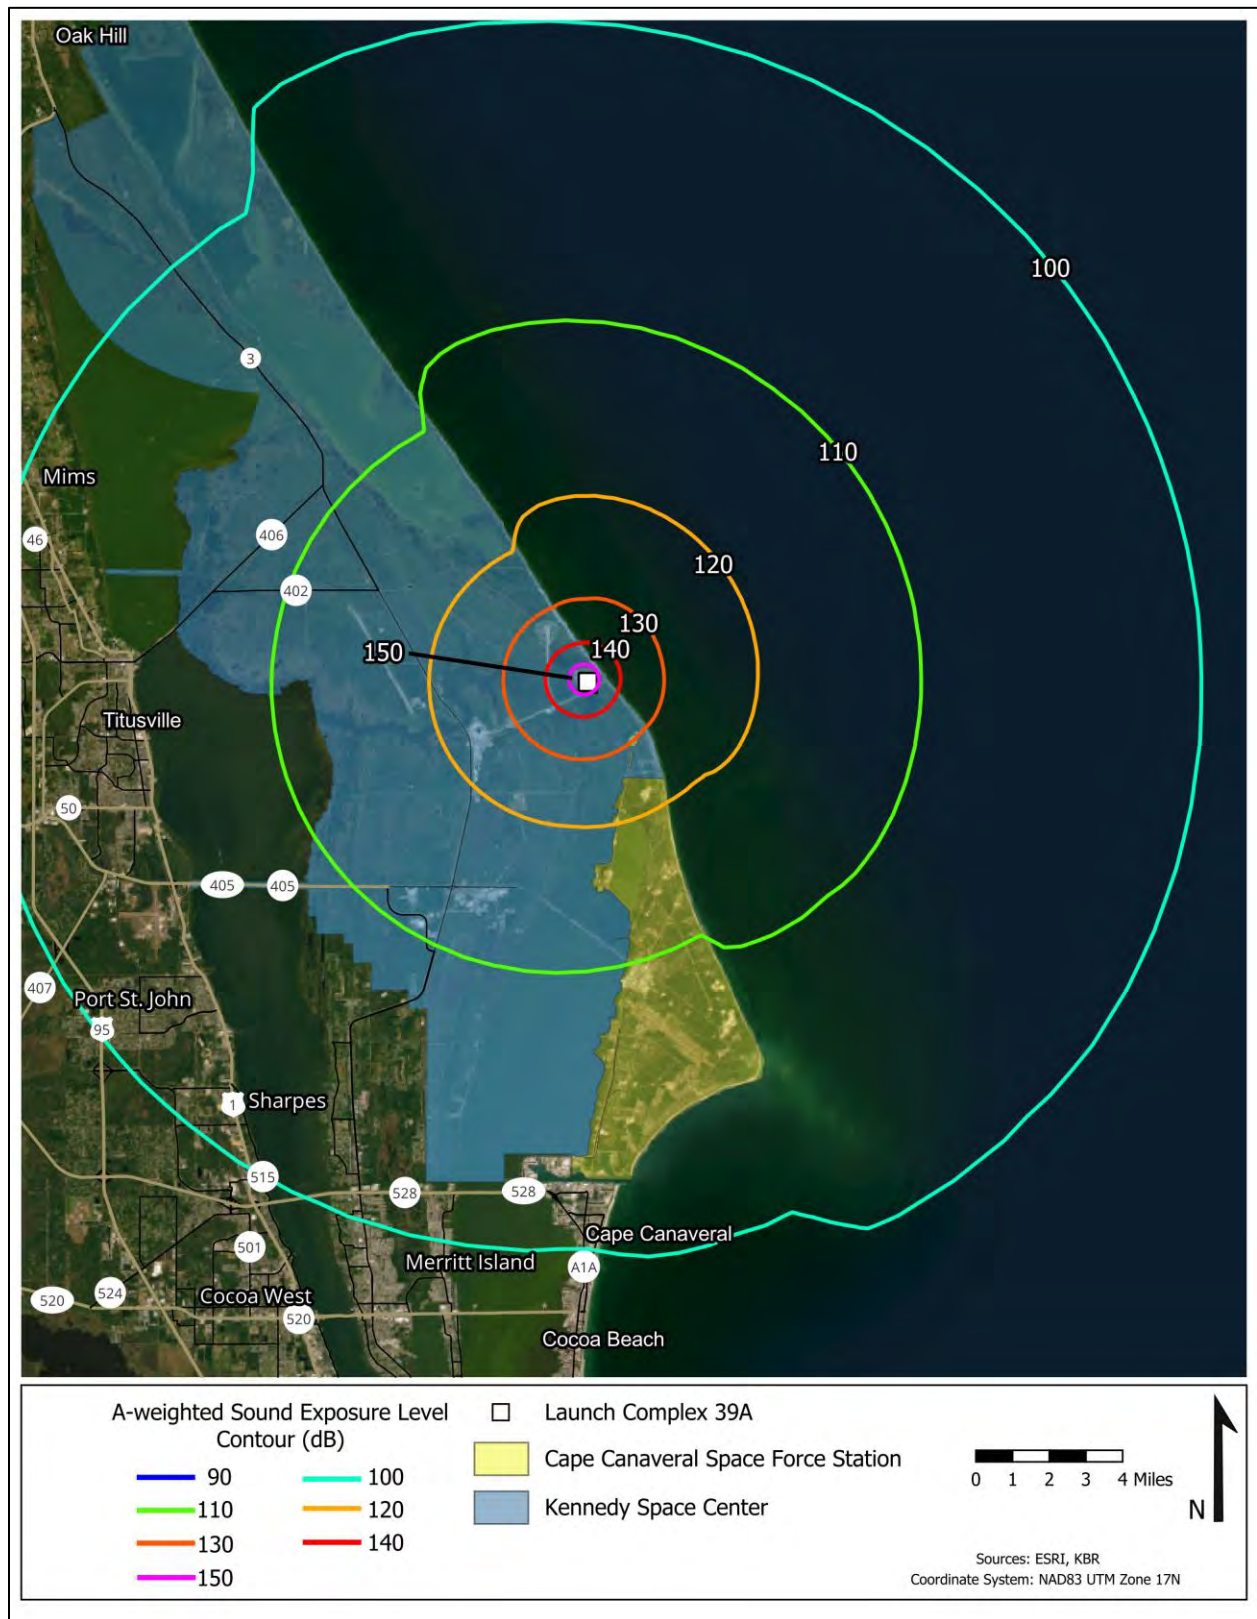 Oak Hill
100
3
110
Mims
406
46
120
402
130
140
150
Titusville
50
405
405
407
Port St. John
95
1
Sharpes
515
528
528
Cape Canaveral
501
Merritt Island
A1A
524
Cocoa West
520
520
Cocoa Beach
A-weighted Sound Exposure Level
Contour (dB)
90
100
110
120
130
140
150
Launch Complex 39A
Cape Canaveral Space Force Station
Kennedy Space Center
0 1 2 3 4 Miles
N
Sources: ESRI, KBR
Coordinate System: NAD83 UTM Zone 17N